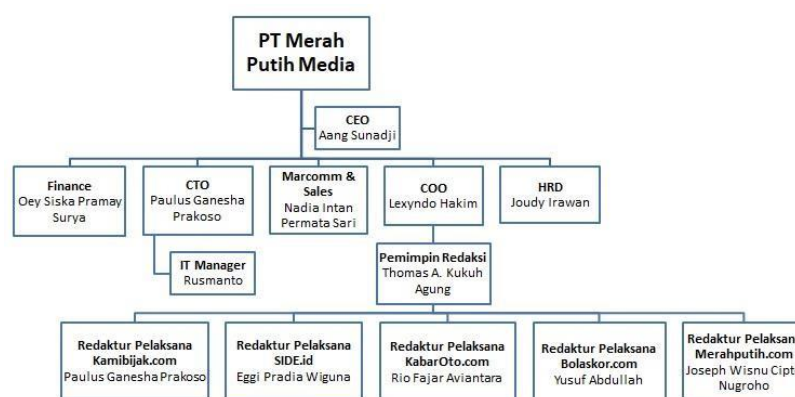 PT Merah
Putih Media
CEO
Aang Sunadji
Finance
Oey Siska Pramay
Surya
CTO
Paulus Ganesha
Prakoso
Marcomm &
Sales
Nadia Intan
Permata Sari
COO
Lexyndo Hakim
HRD
Joudy Irawan
IT Manager
Rusmanto
Pemimpin Redaksi
Thomas A. Kukuh
Agung
Redaktur Pelaksana
Kamibijak.com
Paulus Ganesha Prakoso
Redaktur Pelaksana
SIDE.id
Eggi Pradia Wiguna
Redaktur Pelaksana
KabarOto.com
Rio Fajar Aviantara
Redaktur Pelaksana
Bolaskor.com
Yusuf Abdullah
Redaktur Pelaksan
Merahputih.com
Joseph Wisnu Cipt
Nugroho